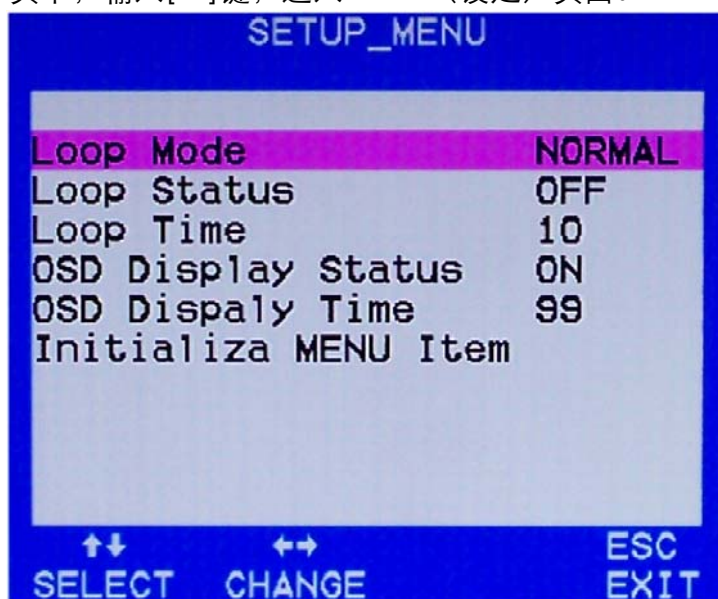 SETUP_MENU
Loop Mode NORMAL
Loop Status OFF
Loop Time 10
OSD Display Status ON
OSD Dispaly Time 99
Initializa MENU Item
↑↓ ←→ ESC
SELECT CHANGE EXIT